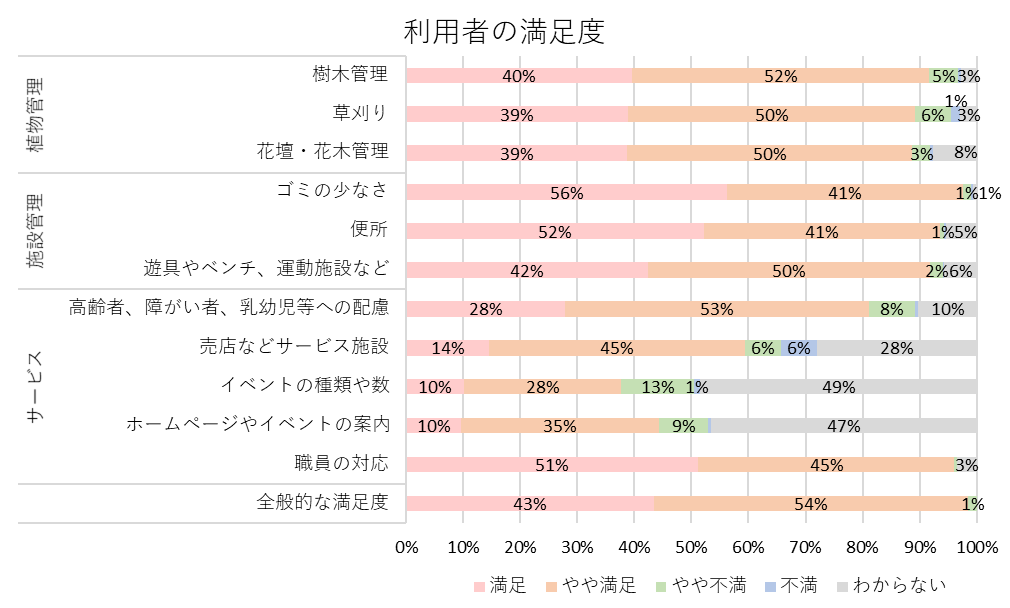 利用者の満足度
植物管理
樹木管理 40% 52% 5% 3%
草刈り 39% 50% 6% 1% 3%
花壇・花木管理 39% 50% 3% 8%
施設管理
ゴミの少なさ 56% 41% 1% 1%
便所 52% 41% 1% 5%
遊具やベンチ、運動施設など 42% 50% 2% 6%
サービス
高齢者、障がい者、乳幼児等への配慮 28% 53% 8% 10%
売店などサービス施設 14% 45% 6% 6% 28%
イベントの種類や数 10% 28% 13% 1% 49%
ホームページやイベントの案内 10% 35% 9% 47%
職員の対応 51% 45% 3%
全般的な満足度 43% 54% 1%
0% 10% 20% 30% 40% 50% 60% 70% 80% 90% 100%
満足 やや満足 やや不満 不満 わからない